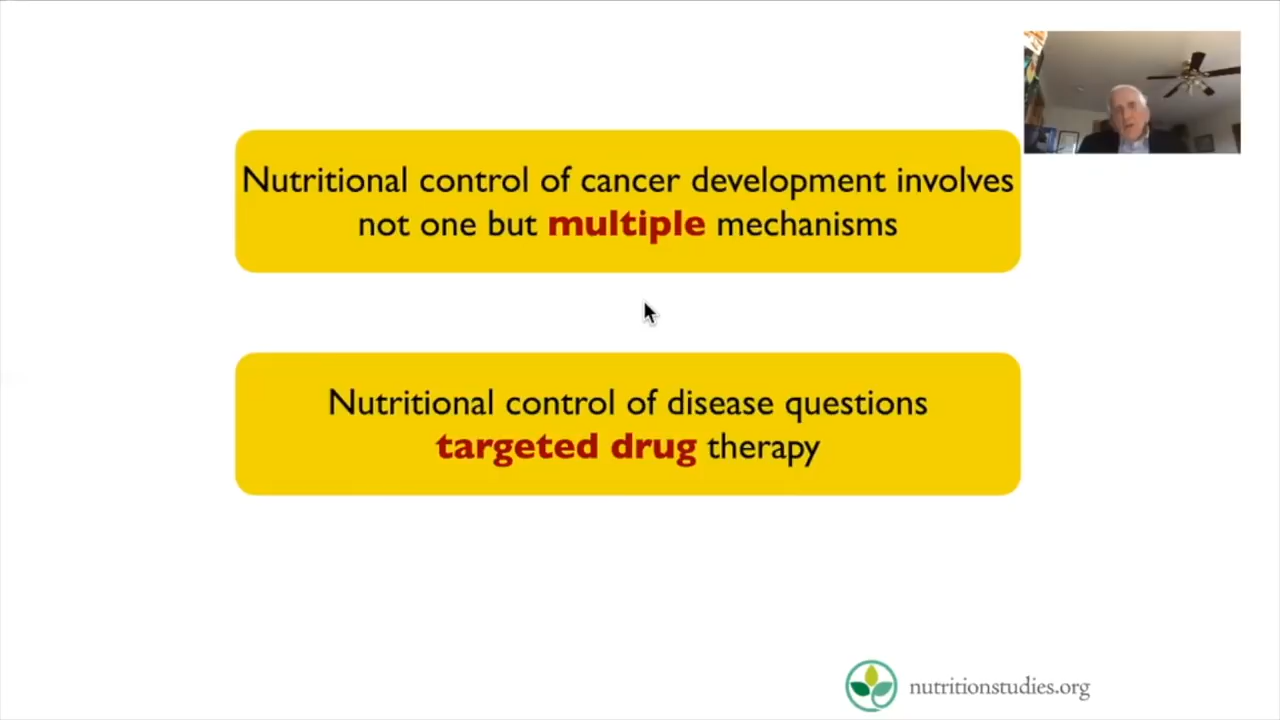 Nutritional control of cancer development involves
not one but multiple mechanisms
Nutritional control of disease questions
targeted drug therapy
nutritionstudies.org